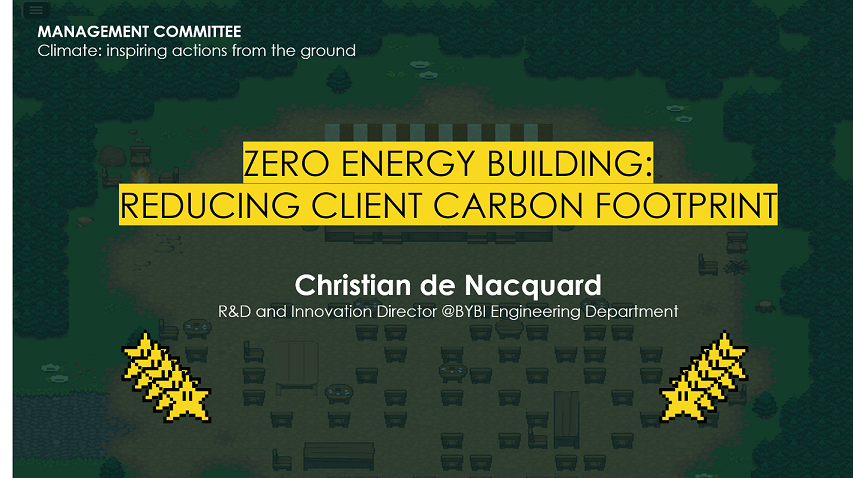 MANAGEMENT COMMITTEE
Climate: inspiring actions from the ground
ZERO ENERGY BUILDING:
REDUCING CLIENT CARBON FOOTPRINT
Christian de Nacquard
R&D and Innovation Director @BYBI Engineering Department